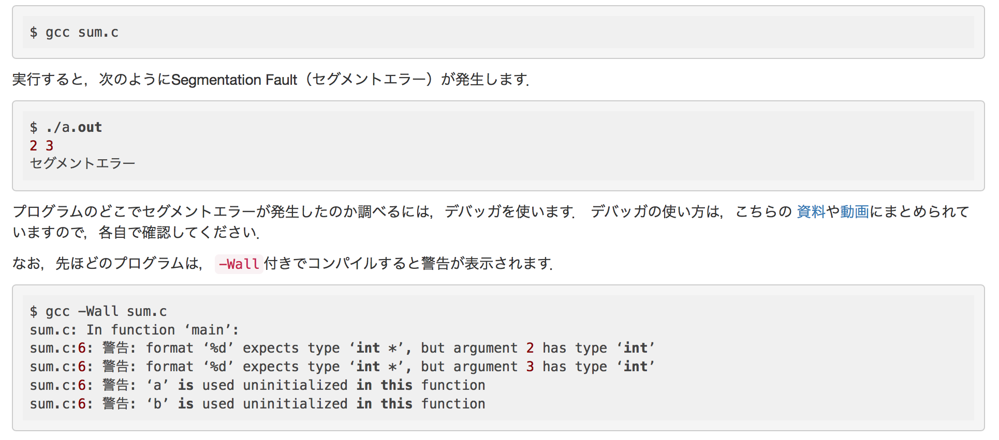 $ gcc sum.c
実行すると，次のようにSegmentation Fault（セグメントエラー）が発生します．
$ ./a.out
2 3
セグメントエラー
プログラムのどこでセグメントエラーが発生したのか調べるには，デバッガを使います． デバッガの使い方は，こちらの 資料や動画にまとめられて
いますので，各自で確認してください．
なお，先ほどのプログラムは， -Wall付きでコンパイルすると警告が表示されます．
$ gcc -Wall sum.c
sum.c: In function ‘main’:
sum.c:6: 警告: format ‘%d’ expects type ‘int *’, but argument 2 has type ‘int’
sum.c:6: 警告: format ‘%d’ expects type ‘int *’, but argument 3 has type ‘int’
sum.c:6: 警告: ‘a’ is used uninitialized in this function
sum.c:6: 警告: ‘b’ is used uninitialized in this function